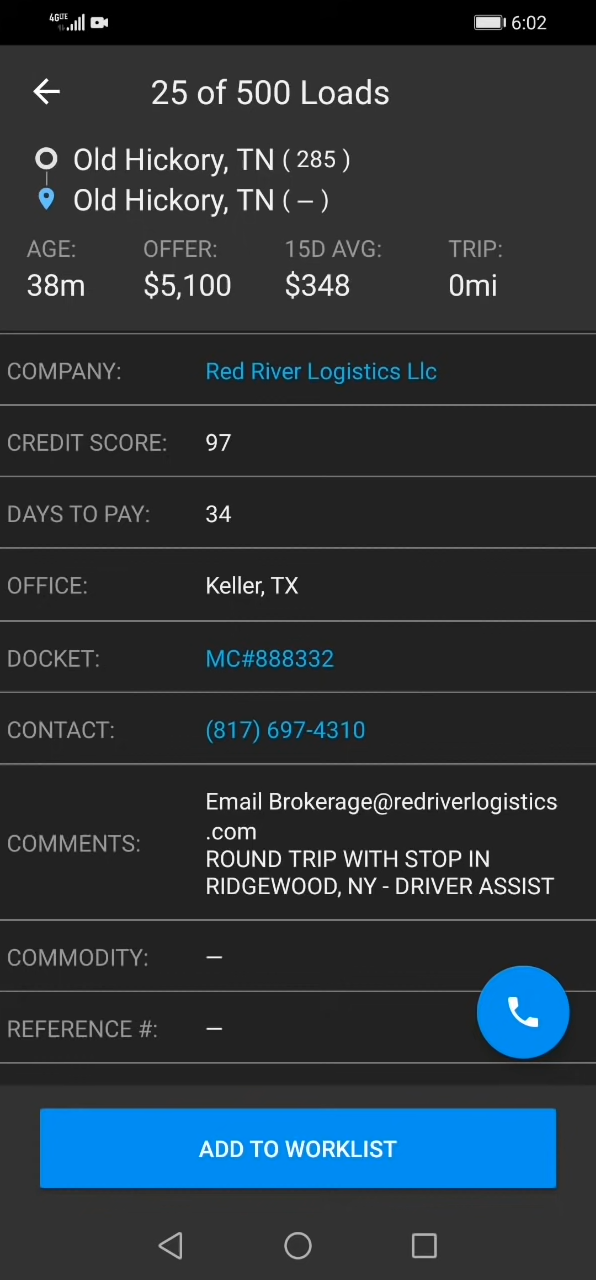 4G LTE 6:02
25 of 500 Loads
Old Hickory, TN ( 285 )
Old Hickory, TN ( – )
AGE: OFFER: 15D AVG: TRIP:
38m $5,100 $348 0mi
COMPANY: Red River Logistics Llc
CREDIT SCORE: 97
DAYS TO PAY: 34
OFFICE: Keller, TX
DOCKET: MC#888332
CONTACT: (817) 697-4310
COMMENTS: Email Brokerage@redriverlogistics
.com
ROUND TRIP WITH STOP IN
RIDGEWOOD, NY - DRIVER ASSIST
COMMODITY: –
REFERENCE #: –
ADD TO WORKLIST